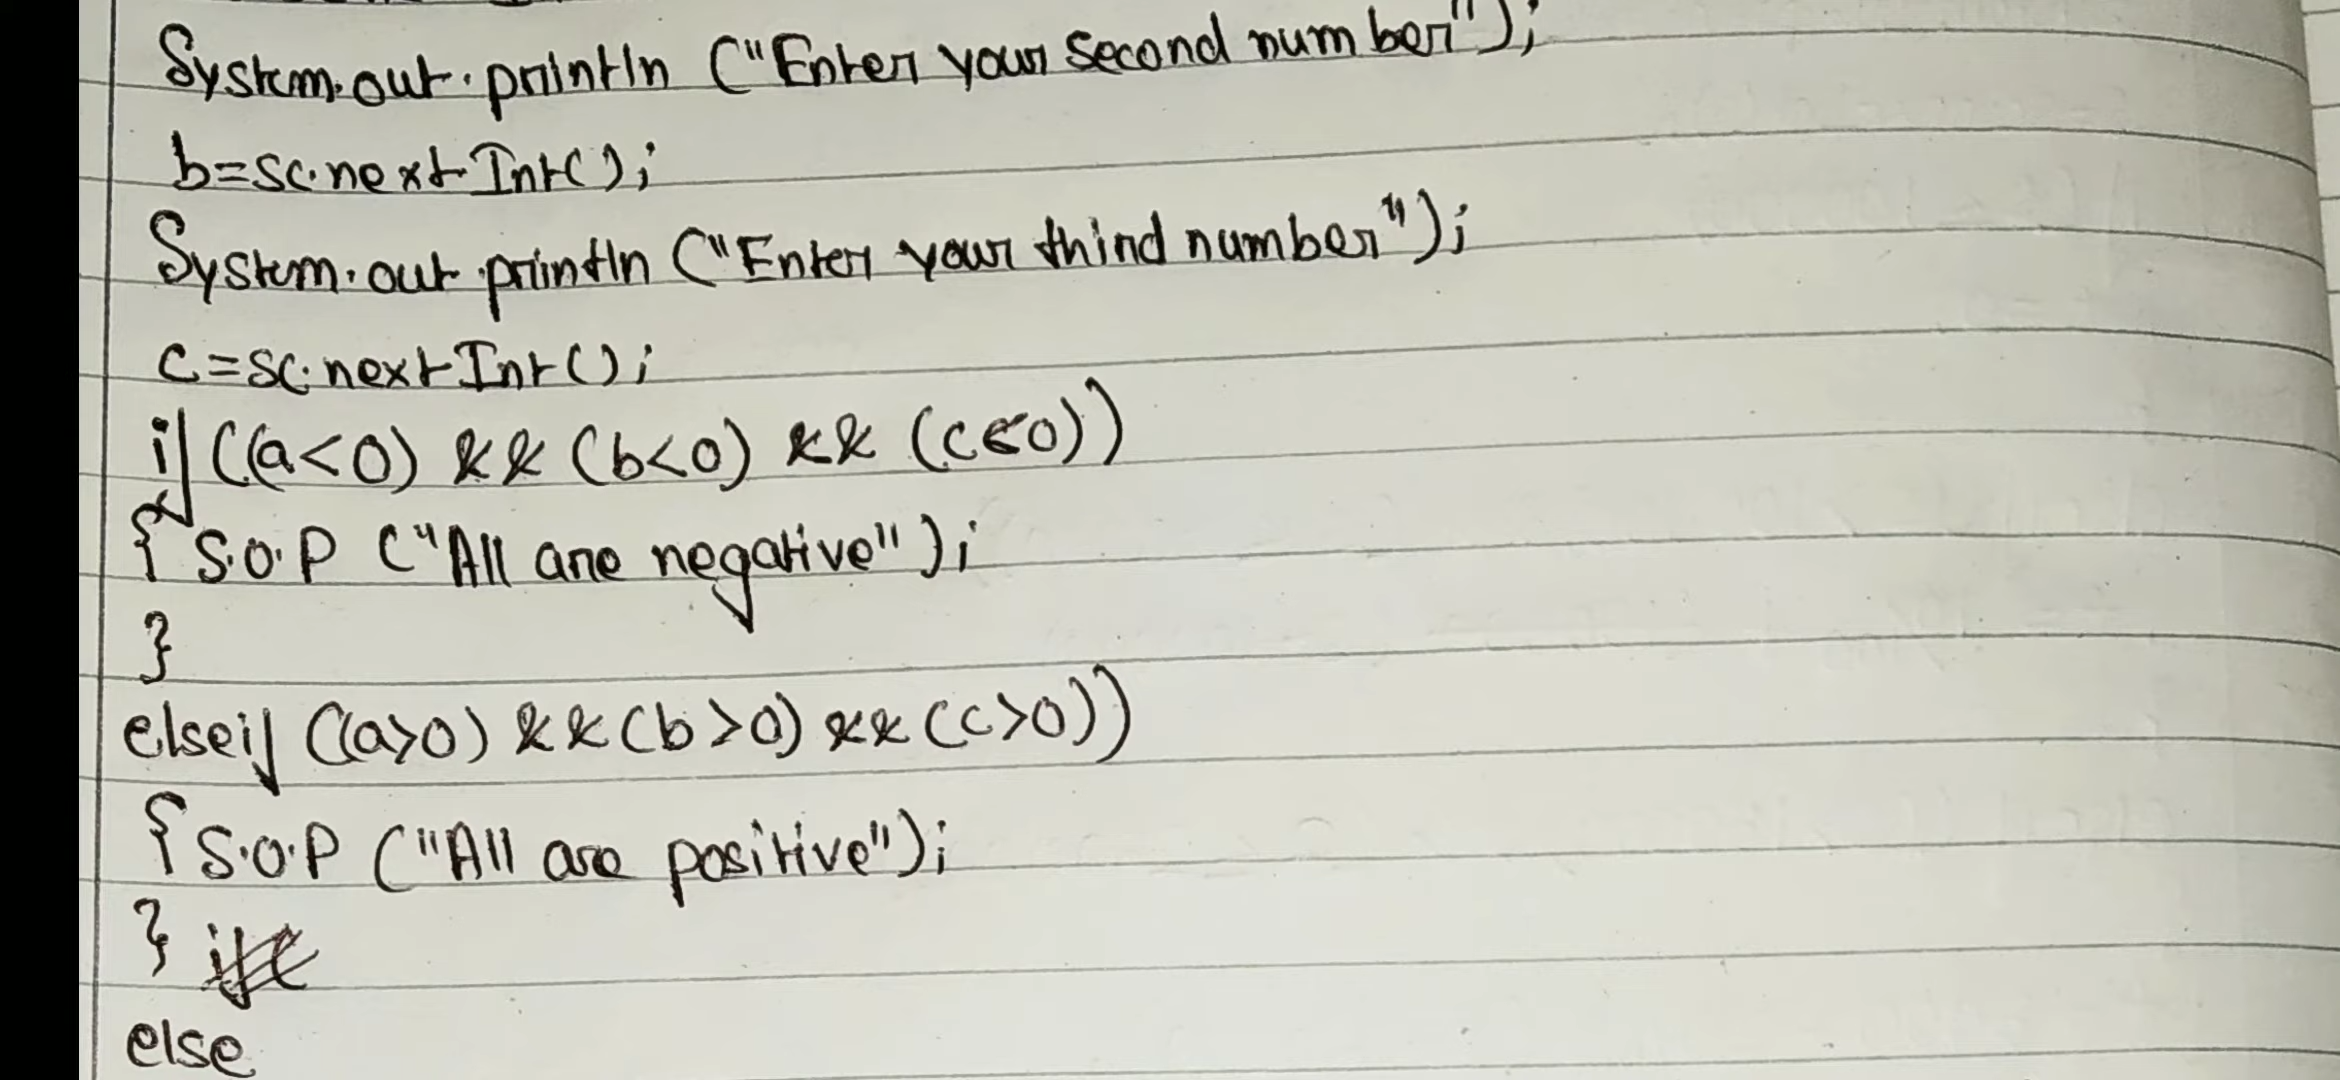 System.out.println ("Enter your second number");
b=sc.nextInt();
System.out.println ("Enter your third number");
c=sc.nextInt();
if ((a<0) && (b<0) && (c<0))
{ S.O.P ("All are negative");
}
elseif ((a>0) && (b>0) && (c>0))
{ S.O.P ("All are positive");
}
else